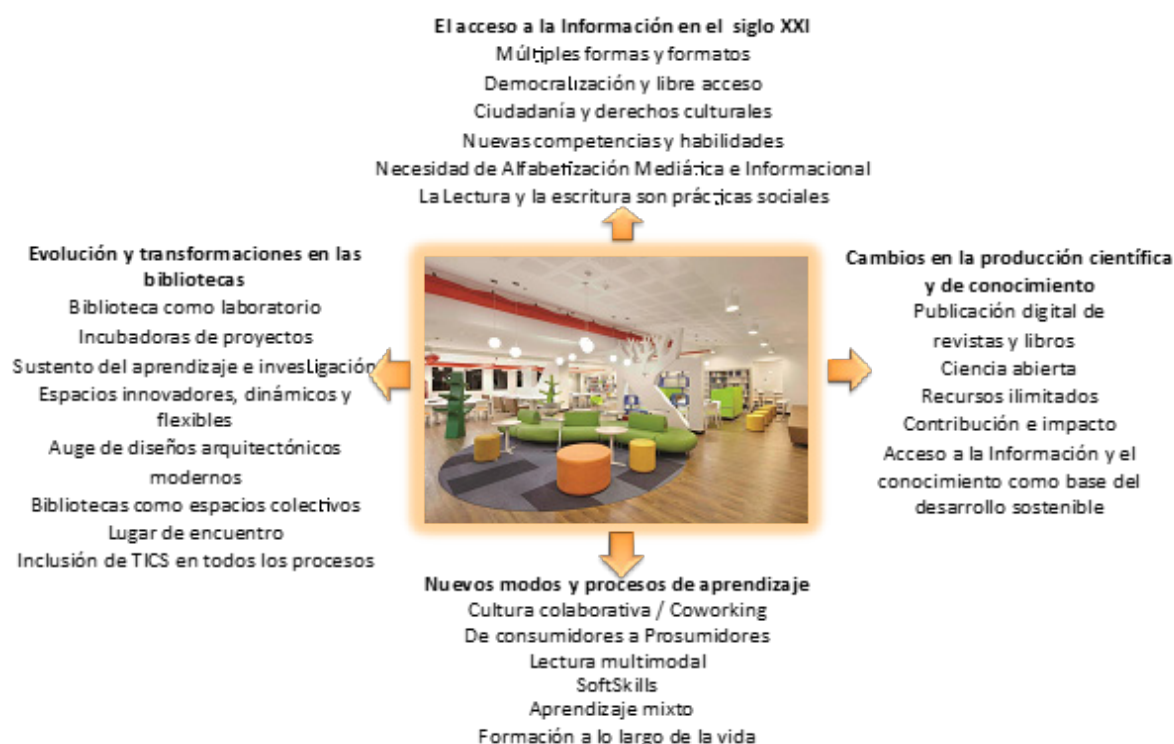 El acceso a la Información en el siglo XXI
Múltiples formas y formatos
Democralización y libre acceso
Ciudadanía y derechos culturales
Nuevas competencias y habilidades
Necesidad de Alfabetización Mediática e Informacional
La Lectura y la escritura son prácticas sociales
Evolución y transformaciones en las
bibliotecas
Biblioteca como laboratorio
Incubadoras de proyectos
Sustento del aprendizaje e investigación
Espacios innovadores, dinámicos y
flexibles
Auge de diseños arquitectónicos
modernos
Bibliotecas como espacios colectivos
Lugar de encuentro
Inclusión de TICS en todos los procesos
Cambios en la producción científica
y de conocimiento
Publicación digital de
revistas y libros
Ciencia abierta
Recursos ilimitados
Contribución e impacto
Acceso a la Información y el
conocimiento como base del
desarrollo sostenible
Nuevos modos y procesos de aprendizaje
Cultura colaborativa / Coworking
De consumidores a Prosumidores
Lectura multimodal
SoftSkills
Aprendizaje mixto
Formación a lo largo de la vida